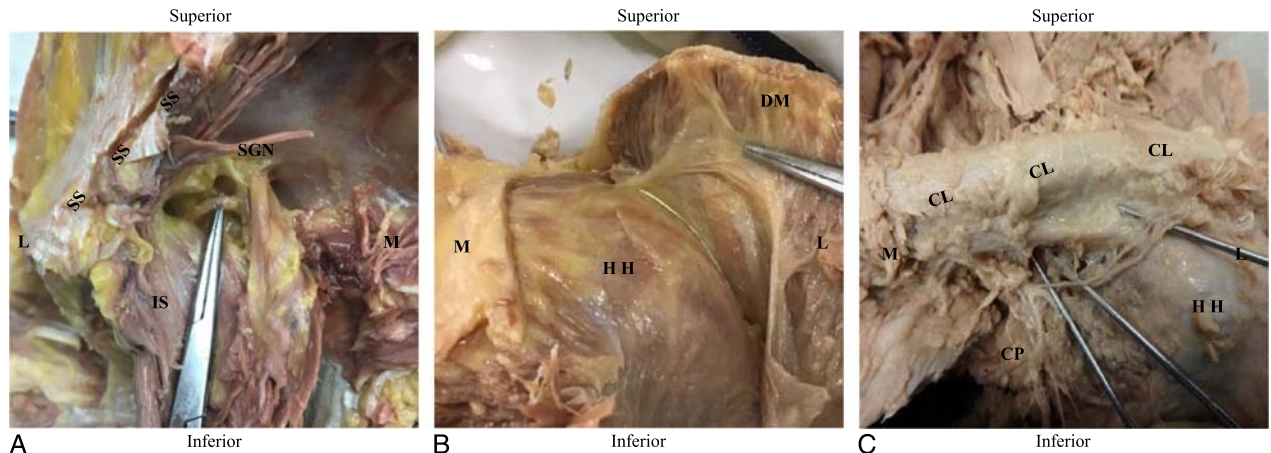 Superior
Superior
Superior
SS
SS
SS
SGN
L
M
IS
A
Inferior
DM
M
H H
L
B
Inferior
CL
CL
CL
M
L
H H
CP
C
Inferior